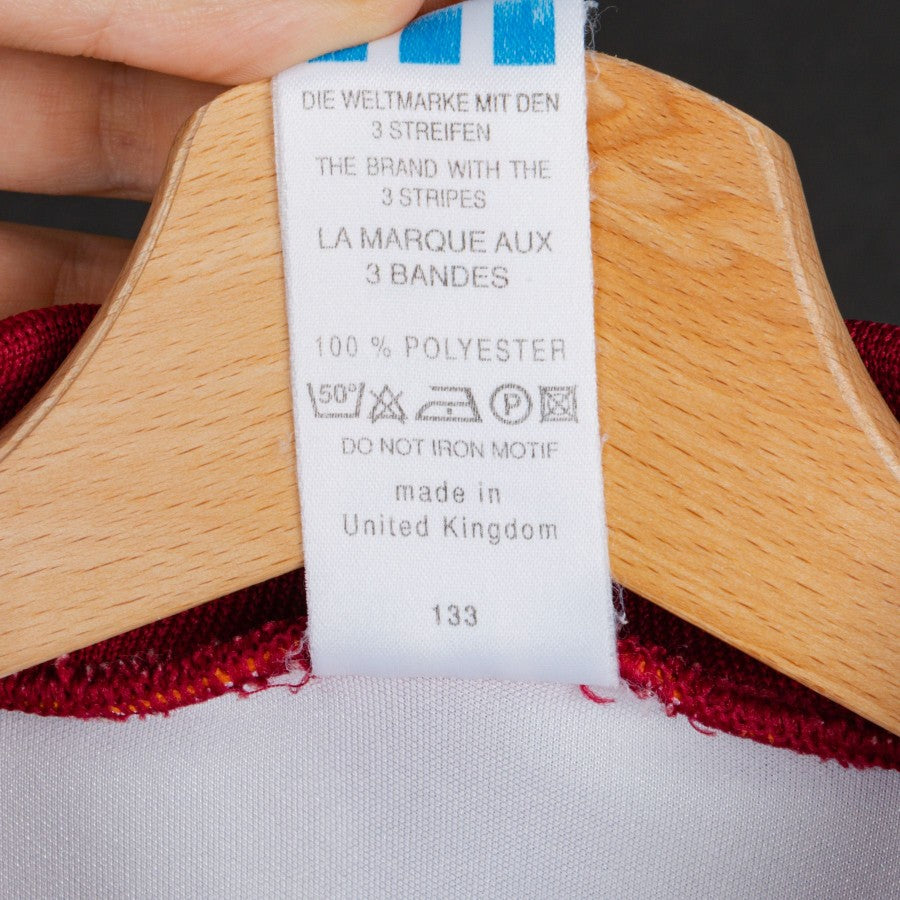 DIE WELTMARKE MIT DEN
3 STREIFEN
THE BRAND WITH THE
3 STRIPES
LA MARQUE AUX
3 BANDES
100 % POLYESTER
50° P
DO NOT IRON MOTIF
made in
United Kingdom
133